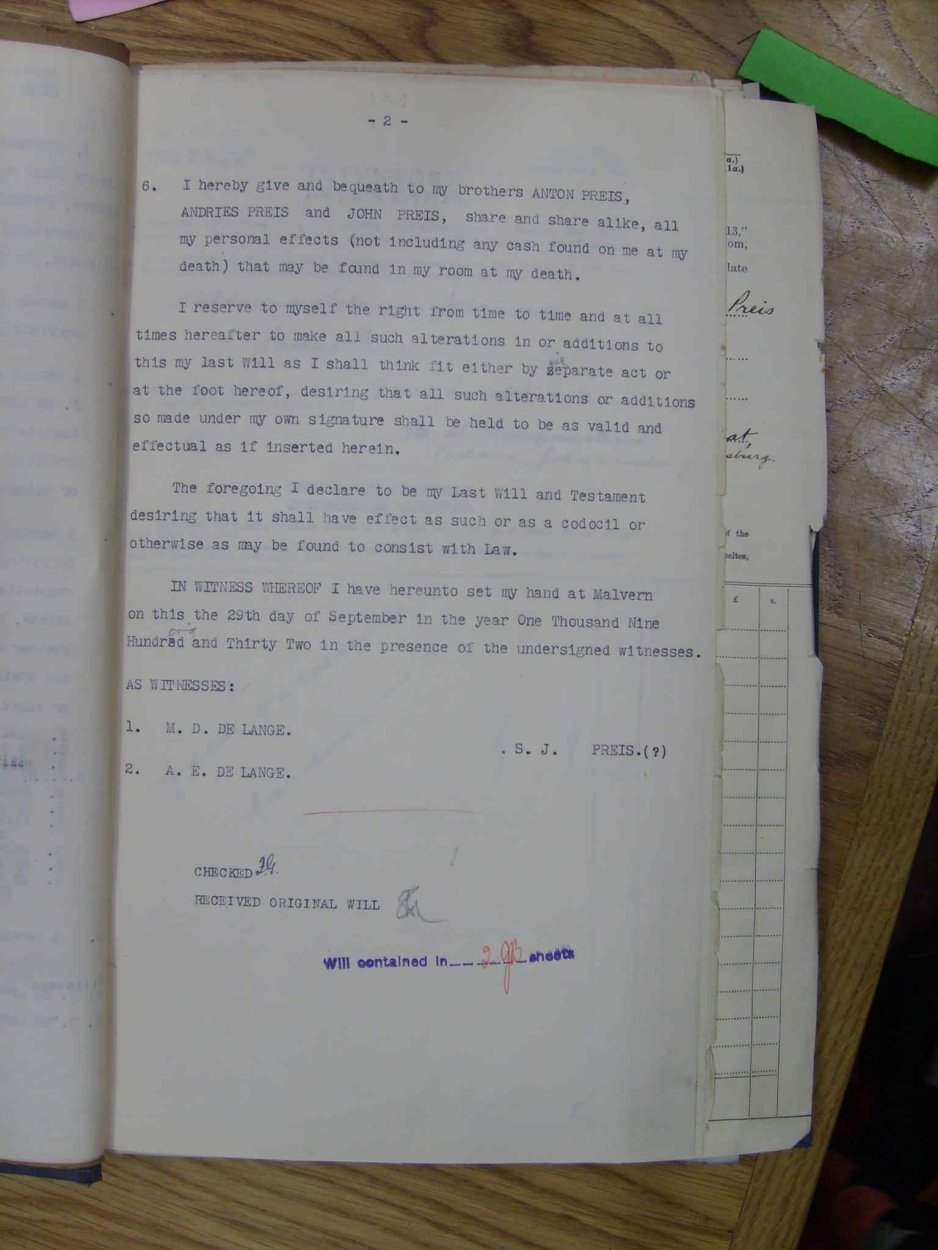 - 2 -
6. I hereby give and bequeath to my brothers ANTON PREIS,
ANDRIES PREIS and JOHN PREIS, share and share alike, all
my personal effects (not including any cash found on me at my
death) that may be found in my room at my death.
I reserve to myself the right from time to time and at all
times hereafter to make all such alterations in or additions to
this my last Will as I shall think fit either by separate act or
at the foot hereof, desiring that all such alterations or additions
so made under my own signature shall be held to be as valid and
effectual as if inserted herein.
The foregoing I declare to be my Last Will and Testament
desiring that it shall have effect as such or as a codocil or
otherwise as may be found to consist with Law.
IN WITNESS WHEREOF I have hereunto set my hand at Malvern
on this the 29th day of September in the year One Thousand Nine
Hundred and Thirty Two in the presence of the undersigned witnesses.
AS WITNESSES:
1. M. D. DE LANGE.
. S. J. PREIS.(?)
2. A. E. DE LANGE.
CHECKED
RECEIVED ORIGINAL WILL
Will contained in 2 sheets
a.)
1a.)
13,"
om,
late
Preis
at,
sburg.
f the
£ s.